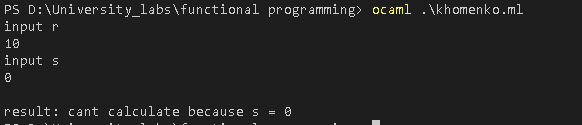 PS D:\University_labs\functional programming> ocaml .\khomenko.ml
input r
10
input s
0
result: cant calculate because s = 0